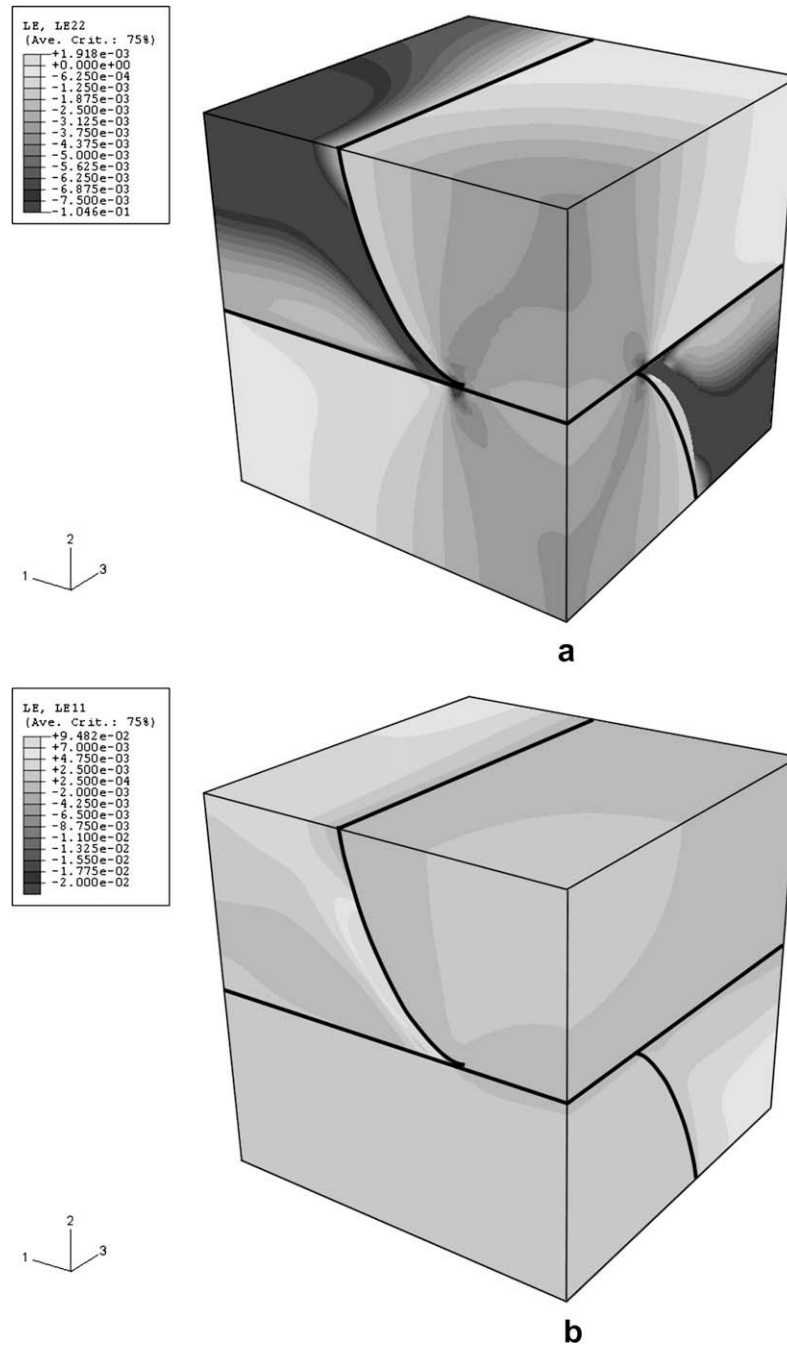 LE, LE22
(Ave. Crit.: 75%)
+1.918e-03
+0.000e+00
-6.250e-04
-1.250e-03
-1.875e-03
-2.500e-03
-3.125e-03
-3.750e-03
-4.375e-03
-5.000e-03
-5.625e-03
-6.250e-03
-6.875e-03
-7.500e-03
-1.046e-01
2
1
3
a
LE, LE11
(Ave. Crit.: 75%)
+9.482e-02
+7.000e-03
+4.750e-03
+2.500e-03
+2.500e-04
-2.000e-03
-4.250e-03
-6.500e-03
-8.750e-03
-1.100e-02
-1.325e-02
-1.550e-02
-1.775e-02
-2.000e-02
2
1
3
b